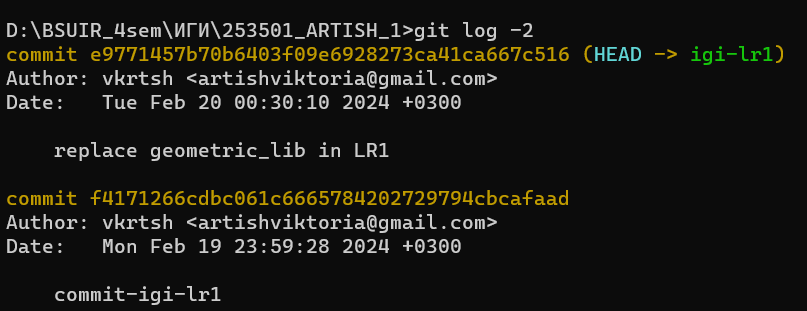 D:\BSUIR_4sem\ИГИ\253501_ARTISH_1>git log -2
commit e9771457b70b6403f09e6928273ca41ca667c516 (HEAD -> igi-lr1)
Author: vkrtsh <artishviktoria@gmail.com>
Date:   Tue Feb 20 00:30:10 2024 +0300
replace geometric_lib in LR1
commit f4171266cdbc061c6665784202729794cbcafaad
Author: vkrtsh <artishviktoria@gmail.com>
Date:   Mon Feb 19 23:59:28 2024 +0300
commit-igi-lr1